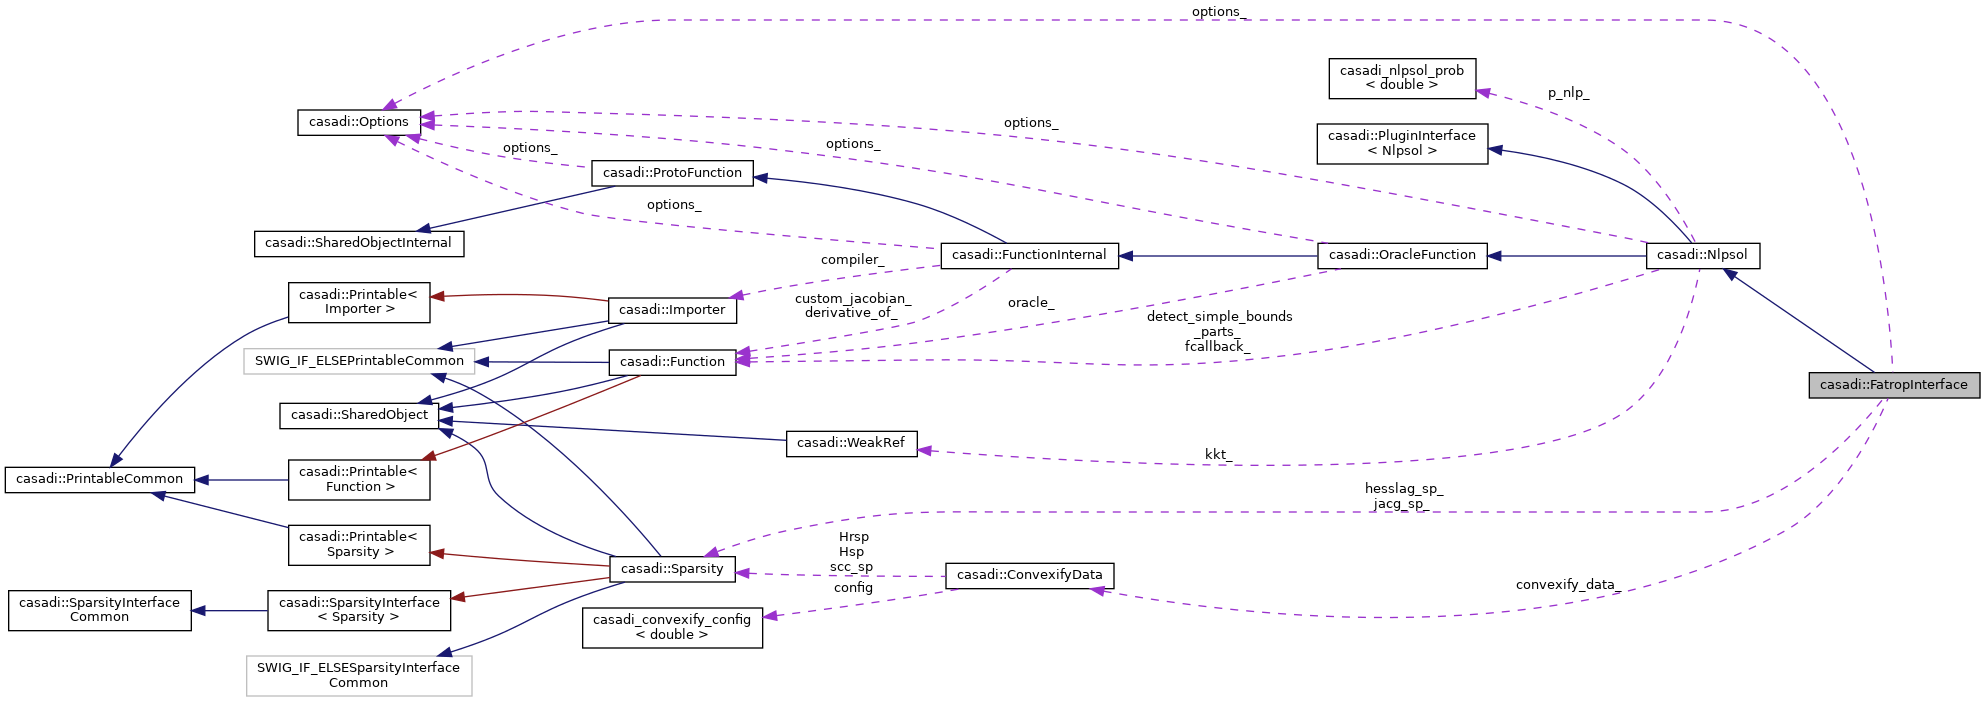 options_
casadi_nlpsol_prob
< double >
p_nlp_
casadi::Options
options_
casadi::PluginInterface
< Nlpsol >
options_
options_
casadi::ProtoFunction
options_
casadi::SharedObjectInternal
casadi::FunctionInternal
casadi::OracleFunction
casadi::Nlpsol
compiler_
casadi::Printable<
Importer >
custom_jacobian_
derivative_of_
oracle_
casadi::Importer
detect_simple_bounds
_parts_
fcallback_
SWIG_IF_ELSEPrintableCommon
casadi::Function
casadi::FatropInterface
casadi::SharedObject
casadi::WeakRef
kkt_
casadi::PrintableCommon
casadi::Printable<
Function >
hesslag_sp_
jacg_sp_
casadi::Printable<
Sparsity >
Hrsp
Hsp
scc_sp
casadi::Sparsity
casadi::ConvexifyData
convexify_data_
config
casadi::SparsityInterface
Common
casadi::SparsityInterface
< Sparsity >
casadi_convexify_config
< double >
SWIG_IF_ELSESparsityInterface
Common